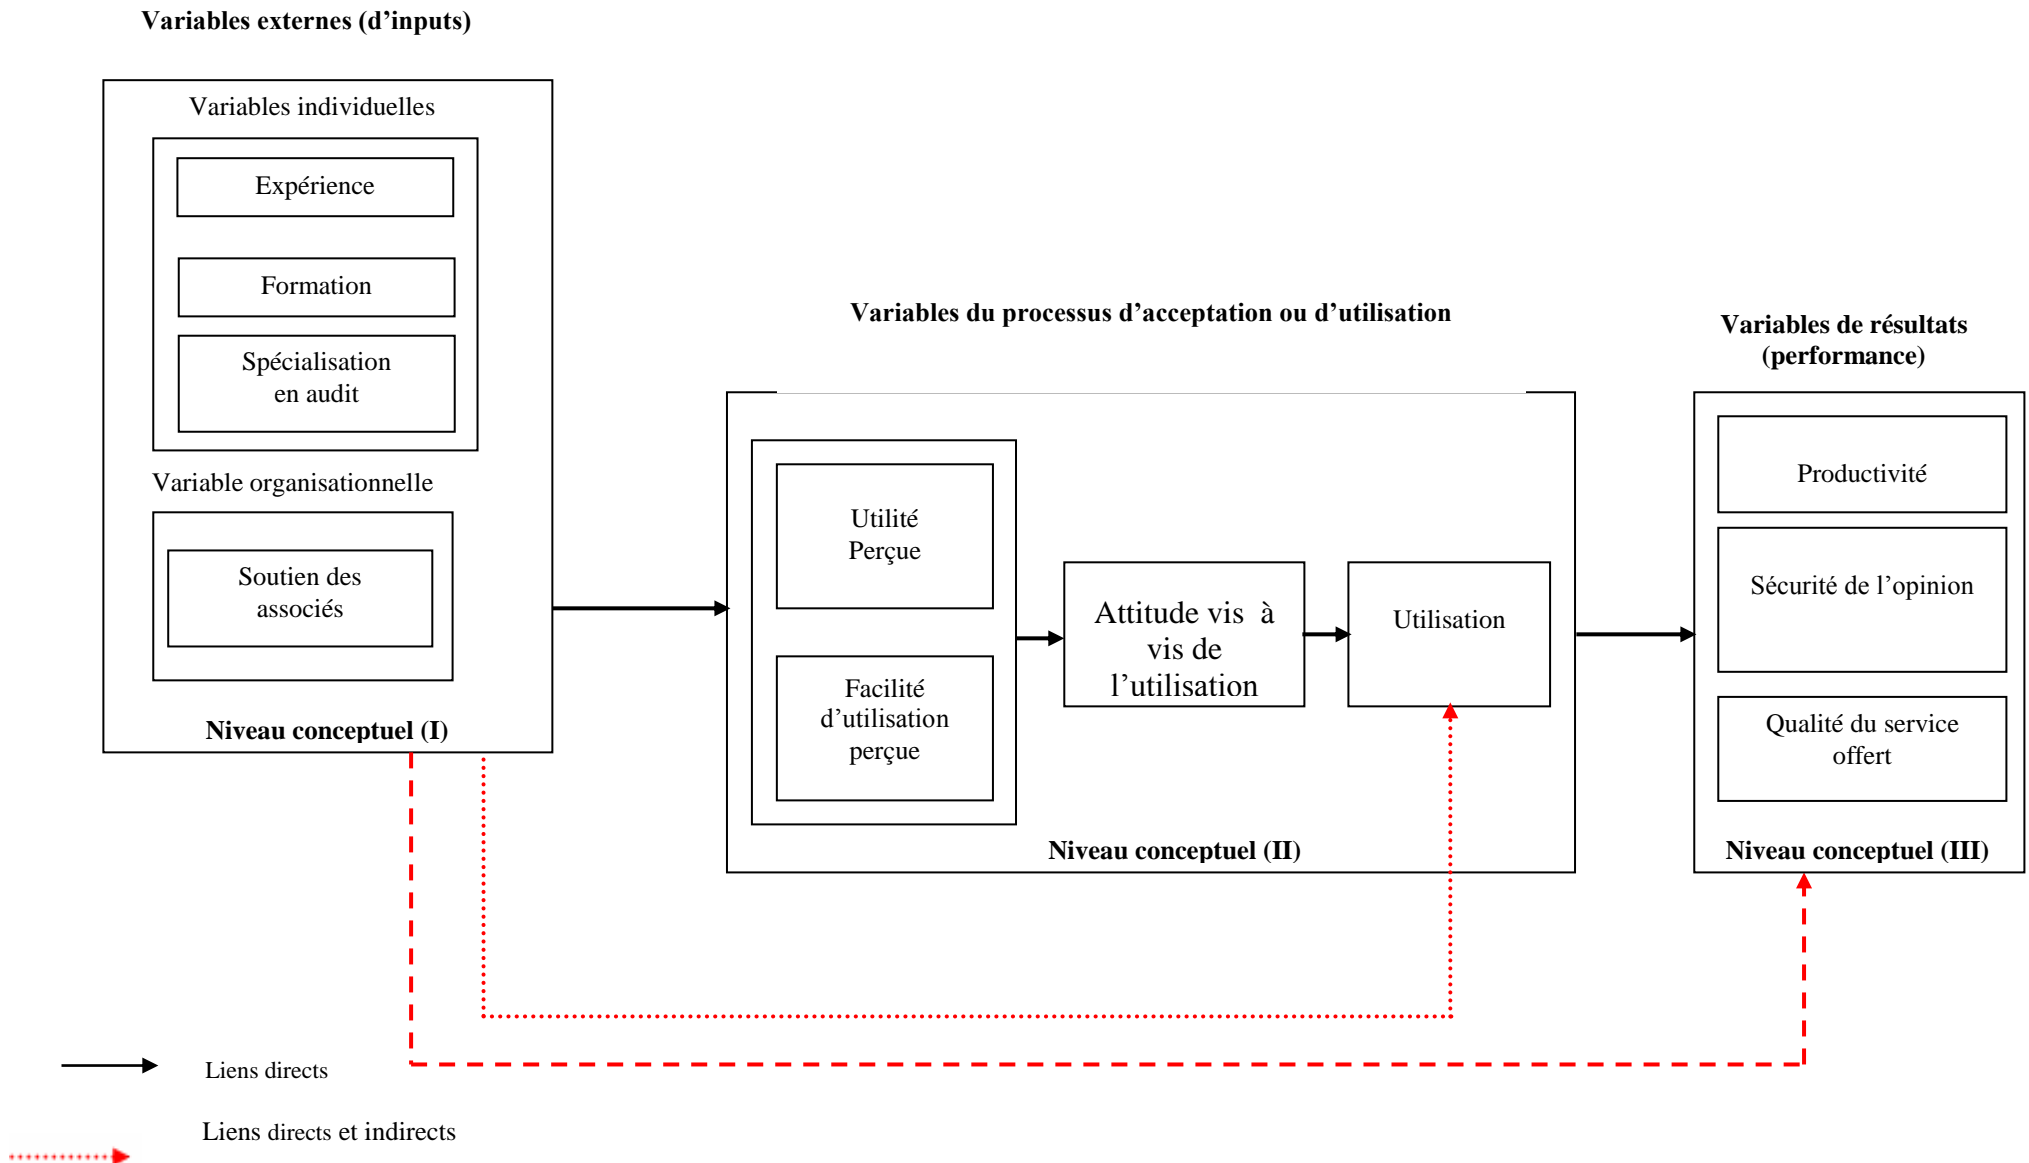 Variables externes (d’inputs)
Variables individuelles
Expérience
Formation
Spécialisation
en audit
Variable organisationnelle
Soutien des
associés
Niveau conceptuel (I)
Variables du processus d’acceptation ou d’utilisation
Utilité
Perçue
Facilité
d’utilisation
perçue
Attitude vis à
vis de
l’utilisation
Utilisation
Niveau conceptuel (II)
Variables de résultats
(performance)
Productivité
Sécurité de l’opinion
Qualité du service
offert
Niveau conceptuel (III)
Liens directs
Liens directs et indirects